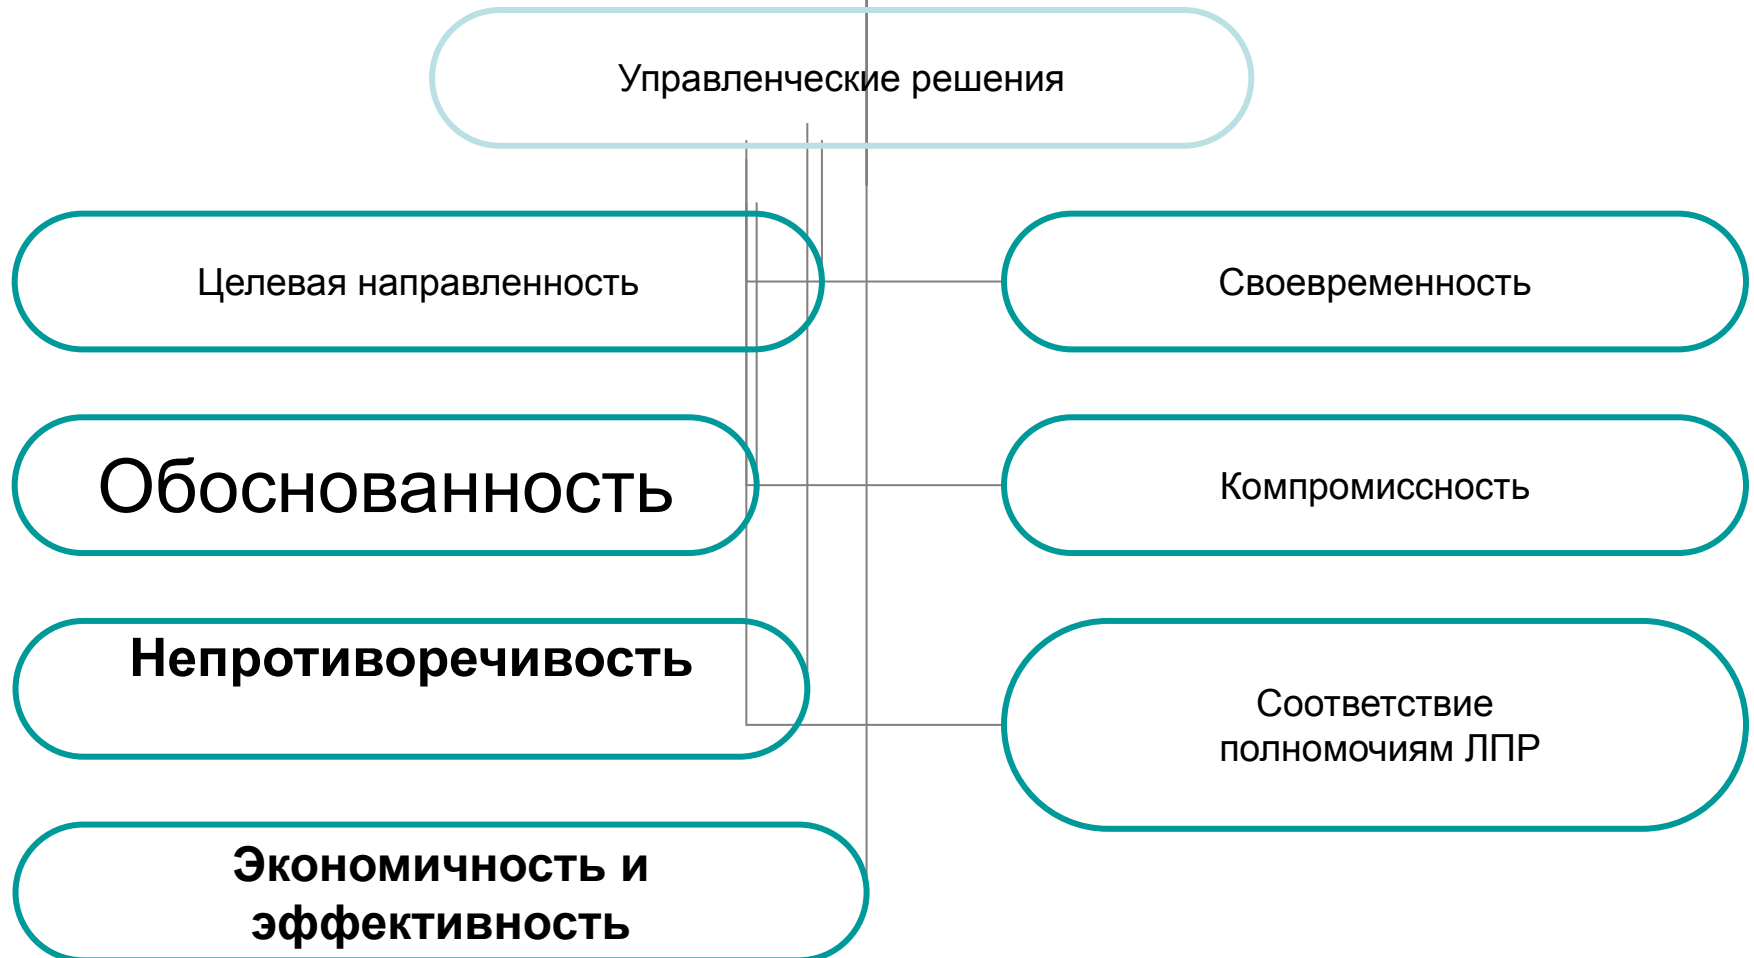 Управленческие решения
Целевая направленность
Своевременность
Обоснованность
Компромиссность
Непротиворечивость
Соответствие
полномочиям ЛПР
Экономичность и
эффективность